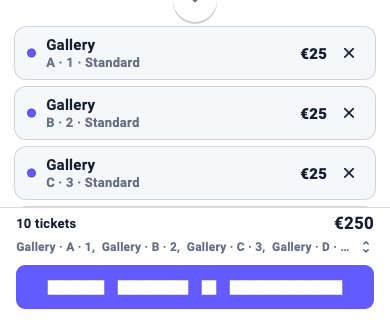 Gallery
A · 1 · Standard
€25
Gallery
B · 2 · Standard
€25
Gallery
C · 3 · Standard
€25
10 tickets
€250
Gallery · A · 1, Gallery · B · 2, Gallery · C · 3, Gallery · D · ...